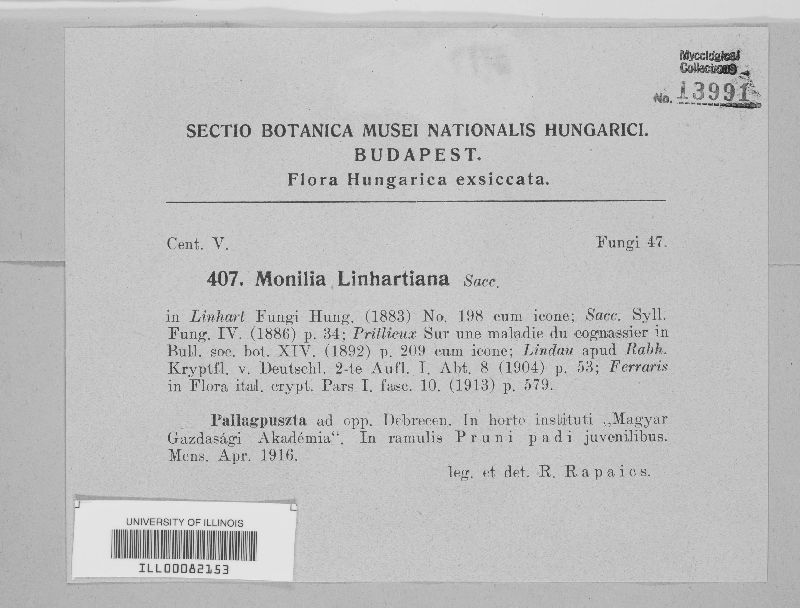 Mycological
Collections
No. 13991
SECTIO BOTANICA MUSEI NATIONALIS HUNGARICI.
BUDAPEST.
Flora Hungarica exsiccata.
Cent. V. Fungi 47.
407. Monilia Linhartiana Sacc.
in Linhart Fungi Hung. (1883) No. 198 cum icone; Sacc. Syll.
Fung. IV. (1886) p. 34; Prillieux Sur une maladie du cognassier in
Bull. soc. bot. XIV. (1892) p. 209 cum icone; Lindau apud Rabh.
Kryptfl. v. Deutschl. 2-te Aufl. I. Abt. 8 (1904) p. 53; Ferraris
in Flora ital. crypt. Pars I. fasc. 10. (1913) p. 579.
Pallagpuszta ad opp. Debrecen. In horto instituti „Magyar
Gazdasági Akadémia“. In ramulis Pruni padi juvenilibus.
Mens. Apr. 1916.
leg. et det. R. Rapaics.
UNIVERSITY OF ILLINOIS
ILL00082153